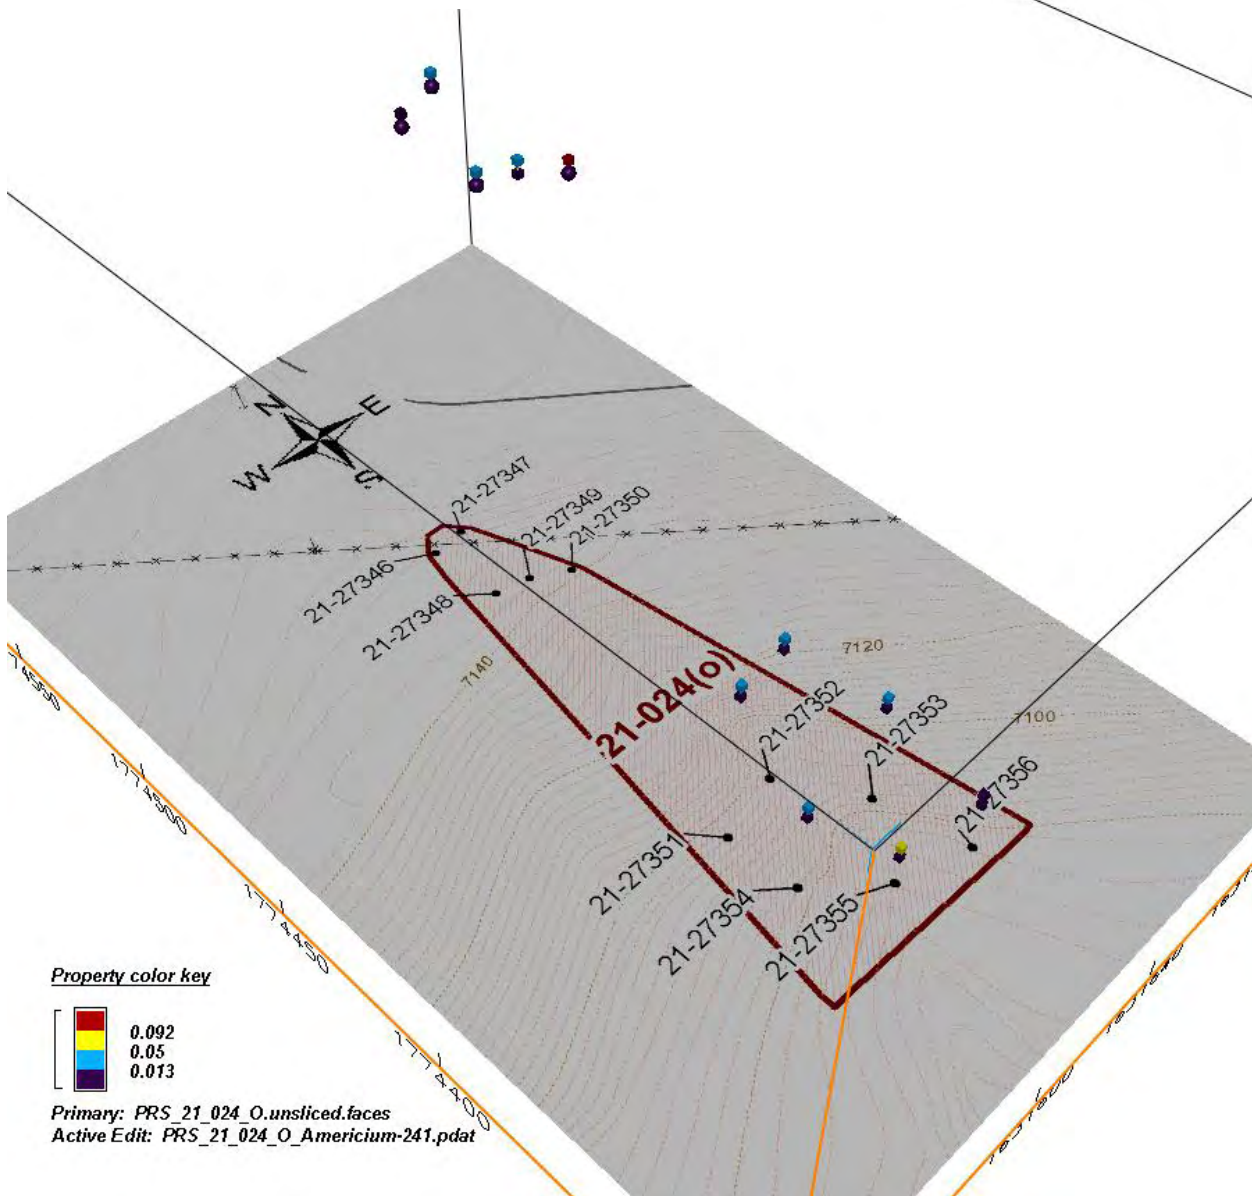 N
E
W
S
21-27347
21-27349
21-27350
21-27346
21-27348
7140
7120
21-024(o)
21-27352
7100
21-27353
21-27356
21-27351
21-27354
21-27355
1774500
1774450
1774400
Property color key
0.092
0.05
0.013
Primary: PRS_21_024_O.unsliced.faces
Active Edit: PRS_21_024_O_Americium-241.pdat